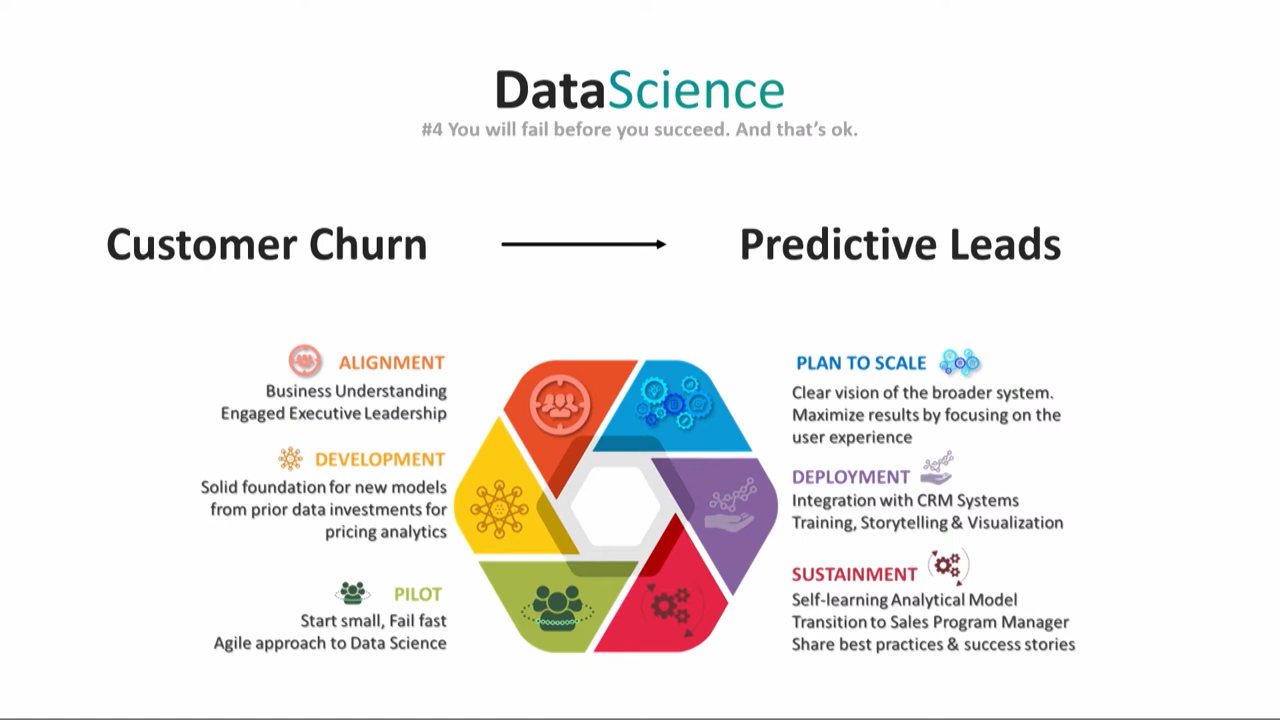 DataScience
#4 You will fail before you succeed. And that's ok.
Customer Churn
Predictive Leads
ALIGNMENT
Business Understanding
Engaged Executive Leadership
DEVELOPMENT
Solid foundation for new models
from prior data investments for
pricing analytics
PILOT
Start small, Fail fast
Agile approach to Data Science
PLAN TO SCALE
Clear vision of the broader system.
Maximize results by focusing on the
user experience
DEPLOYMENT
Integration with CRM Systems
Training, Storytelling & Visualization
SUSTAINMENT
Self-learning Analytical Model
Transition to Sales Program Manager
Share best practices & success stories